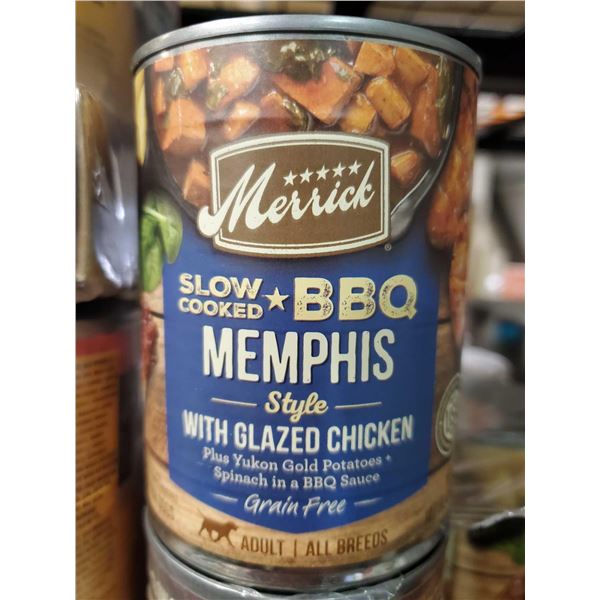 Merrick
SLOW COOKED ★ BBQ
MEMPHIS
Style
WITH GLAZED CHICKEN
Plus Yukon Gold Potatoes +
Spinach in a BBQ Sauce
Grain Free
ADULT | ALL BREEDS